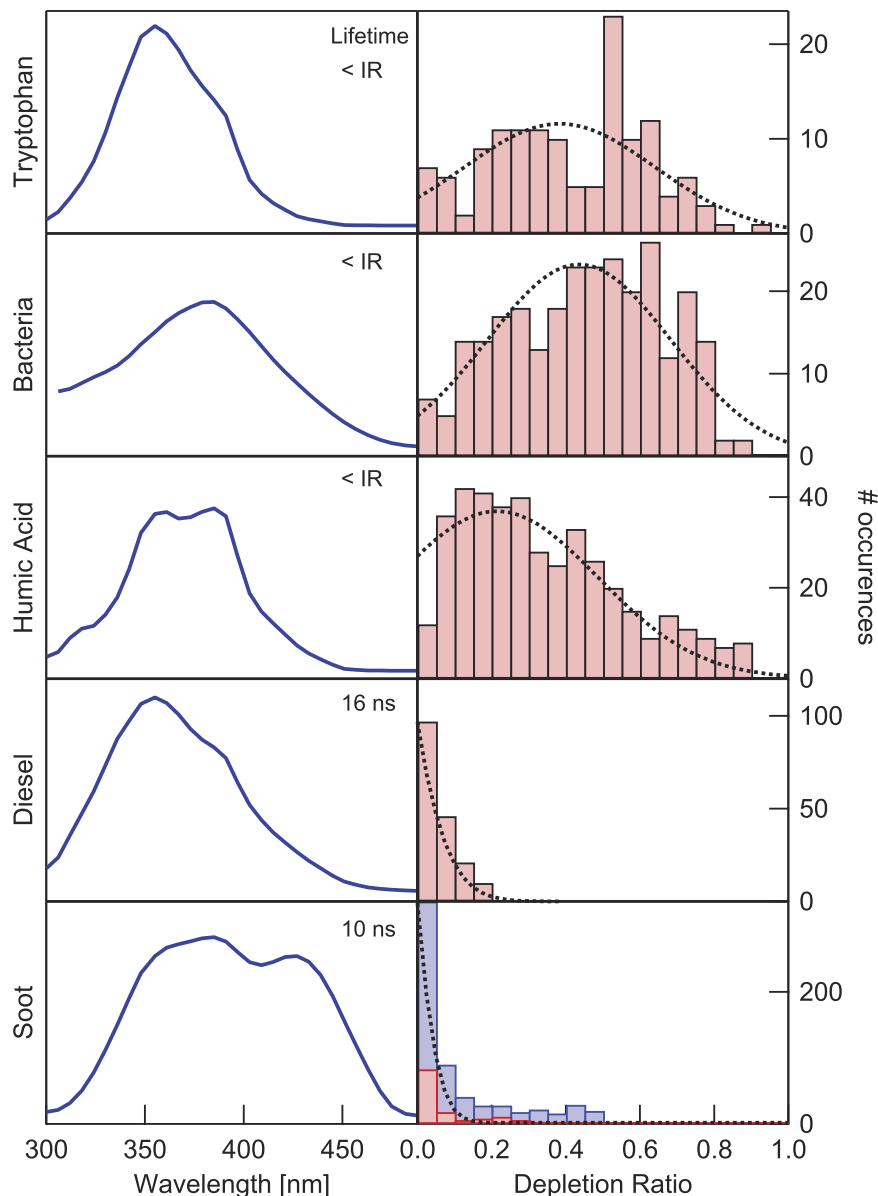 Tryptophan
Lifetime
< IR
20
10
0
Bacteria
< IR
20
10
0
Humic Acid
< IR
40
20
0
# occurences
Diesel
16 ns
100
50
0
Soot
10 ns
200
0
300 350 400 450 0.0 0.2 0.4 0.6 0.8 1.0
Wavelength [nm] Depletion Ratio